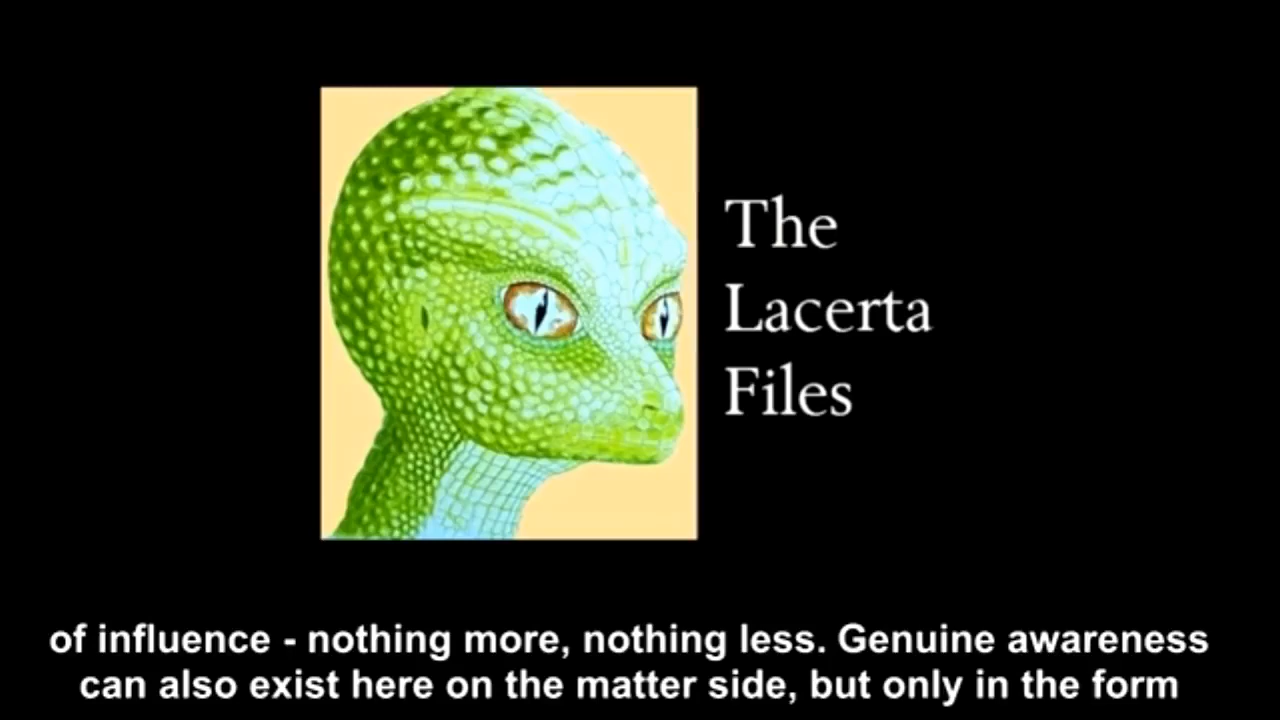 The
Lacerta
Files
of influence - nothing more, nothing less. Genuine awareness
can also exist here on the matter side, but only in the form